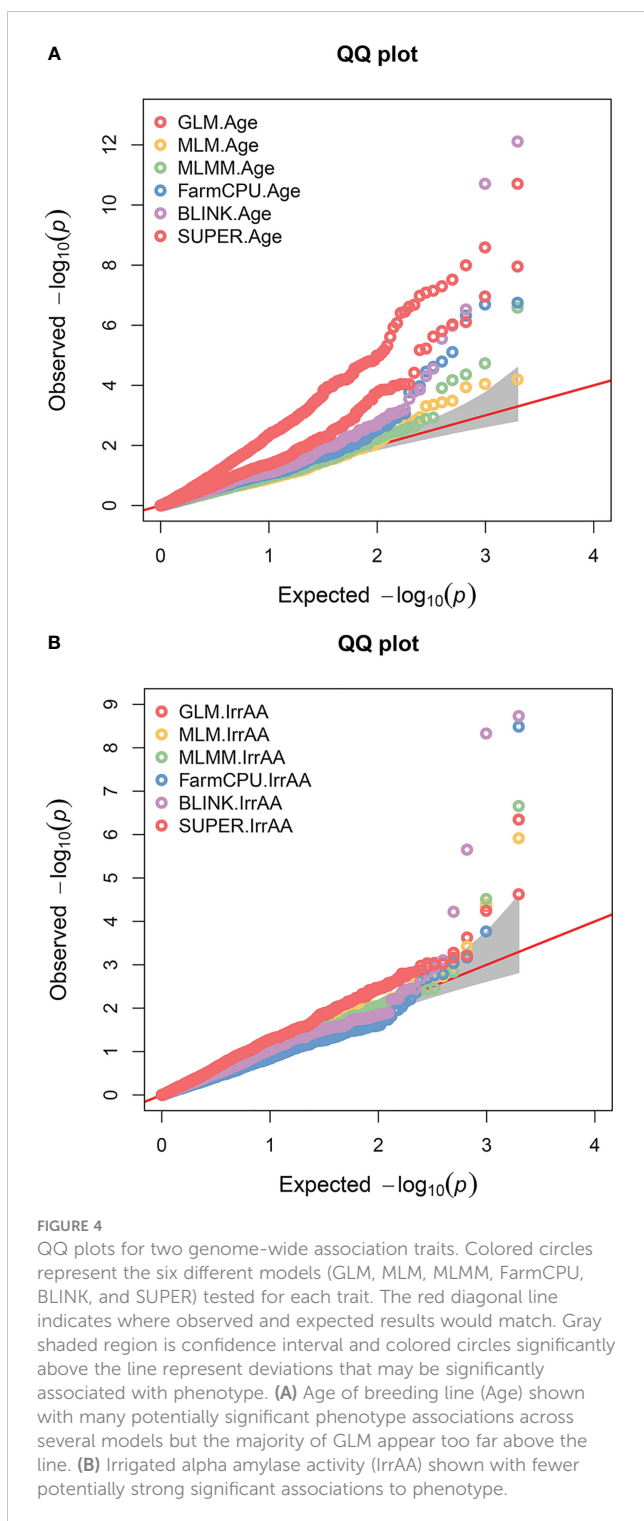 A
QQ plot
GLM.Age
MLM.Age
MLMM.Age
FarmCPU.Age
BLINK.Age
SUPER.Age
12
10
8
6
4
2
0
Observed −log₁₀(p)
0 1 2 3 4
Expected −log₁₀(p)
B
QQ plot
GLM.IrrAA
MLM.IrrAA
MLMM.IrrAA
FarmCPU.IrrAA
BLINK.IrrAA
SUPER.IrrAA
9
8
7
6
5
4
3
2
1
0
Observed −log₁₀(p)
0 1 2 3 4
Expected −log₁₀(p)
FIGURE 4
QQ plots for two genome-wide association traits. Colored circles
represent the six different models (GLM, MLM, MLMM, FarmCPU,
BLINK, and SUPER) tested for each trait. The red diagonal line
indicates where observed and expected results would match. Gray
shaded region is confidence interval and colored circles significantly
above the line represent deviations that may be significantly
associated with phenotype. (A) Age of breeding line (Age) shown
with many potentially significant phenotype associations across
several models but the majority of GLM appear too far above the
line. (B) Irrigated alpha amylase activity (IrrAA) shown with fewer
potentially strong significant associations to phenotype.